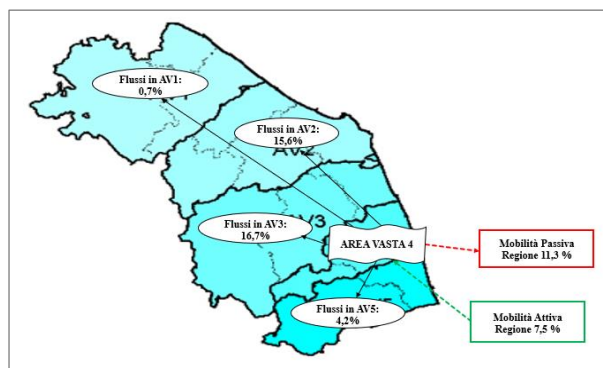 Flussi in AV1:
0,7%
Flussi in AV2:
15,6%
Flussi in AV3:
16,7%
AV3
AREA VASTA 4
Mobilità Passiva
Regione 11,3 %
Mobilità Attiva
Regione 7,5 %
Flussi in AV5:
4,2%